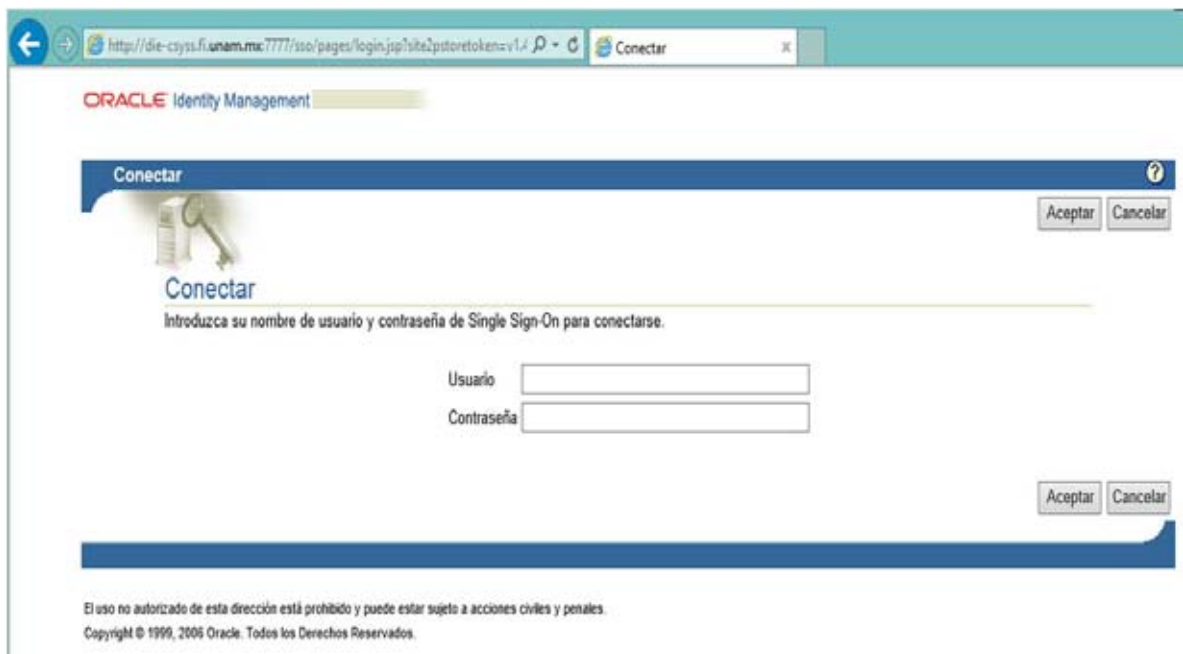 http://die-csyss.fi.unam.mx:7777/sso/pages/login.jsp?site2pstoretoken=v1. Conectar
ORACLE Identity Management
Conectar
Aceptar Cancelar
Conectar
Introduzca su nombre de usuario y contraseña de Single Sign-On para conectarse.
Usuario
Contraseña
Aceptar Cancelar
El uso no autorizado de esta dirección está prohibido y puede estar sujeto a acciones civiles y penales.
Copyright © 1999, 2006 Oracle. Todos los Derechos Reservados.